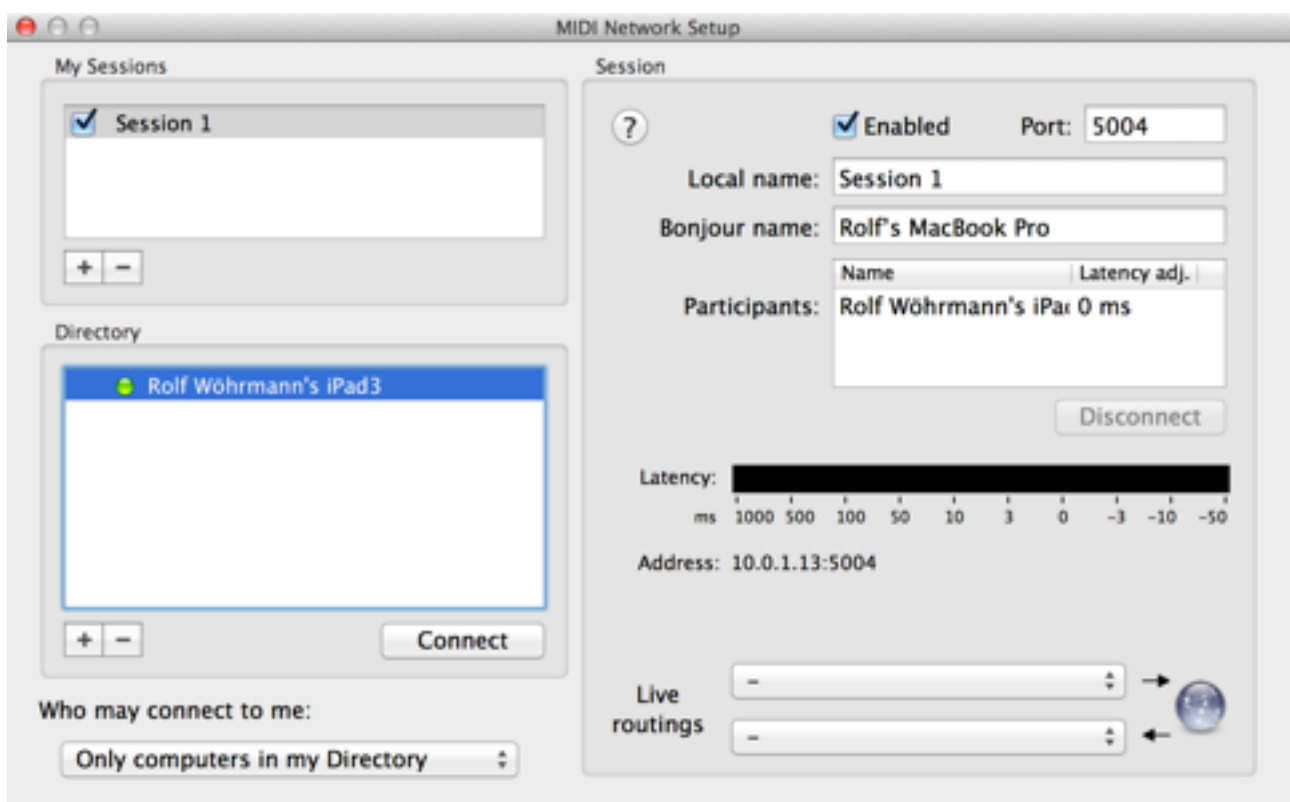 MIDI Network Setup
My Sessions
Session 1
+ −
Directory
Rolf Wöhrmann's iPad3
+ −
Connect
Who may connect to me:
Only computers in my Directory
Session
?
Enabled
Port: 5004
Local name: Session 1
Bonjour name: Rolf's MacBook Pro
Name Latency adj.
Participants: Rolf Wöhrmann's iPa 0 ms
Disconnect
Latency:
ms 1000 500 100 50 10 3 0 -3 -10 -50
Address: 10.0.1.13:5004
Live
routings
-
-